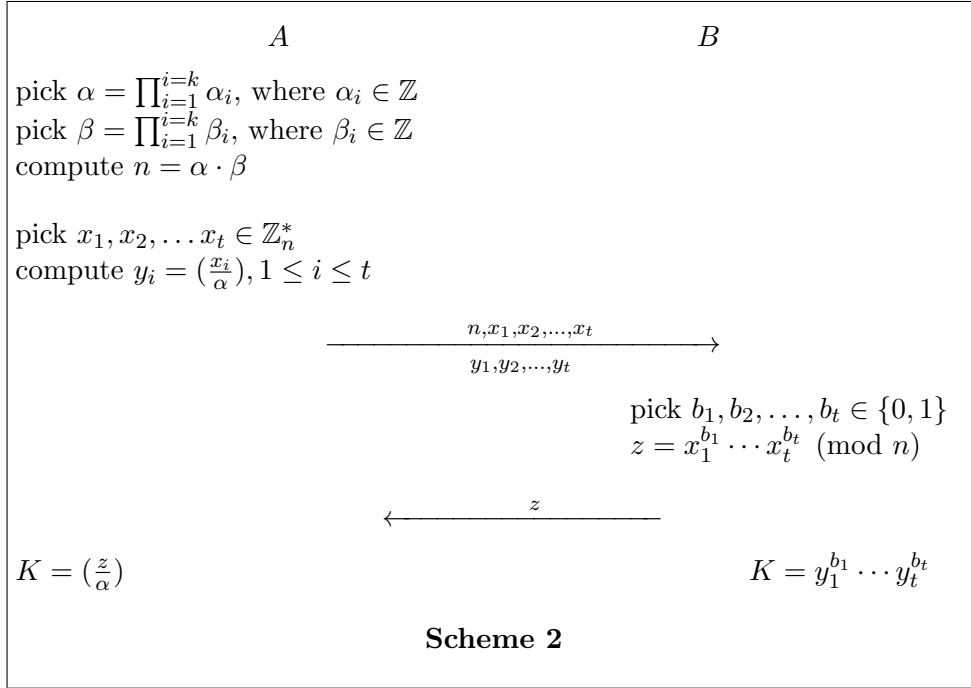 A B
pick α = ∏_{i=1}^{i=k} α_i, where α_i ∈ ℤ
pick β = ∏_{i=1}^{i=k} β_i, where β_i ∈ ℤ
compute n = α · β
pick x_1, x_2, … x_t ∈ ℤ_n^*
compute y_i = (\frac{x_i}{α}), 1 ≤ i ≤ t
n,x_1,x_2,...,x_t
y_1,y_2,...,y_t
pick b_1, b_2, …, b_t ∈ {0, 1}
z = x_1^{b_1} ⋯ x_t^{b_t} (mod n)
z
K = (\frac{z}{α}) K = y_1^{b_1} ⋯ y_t^{b_t}
Scheme 2